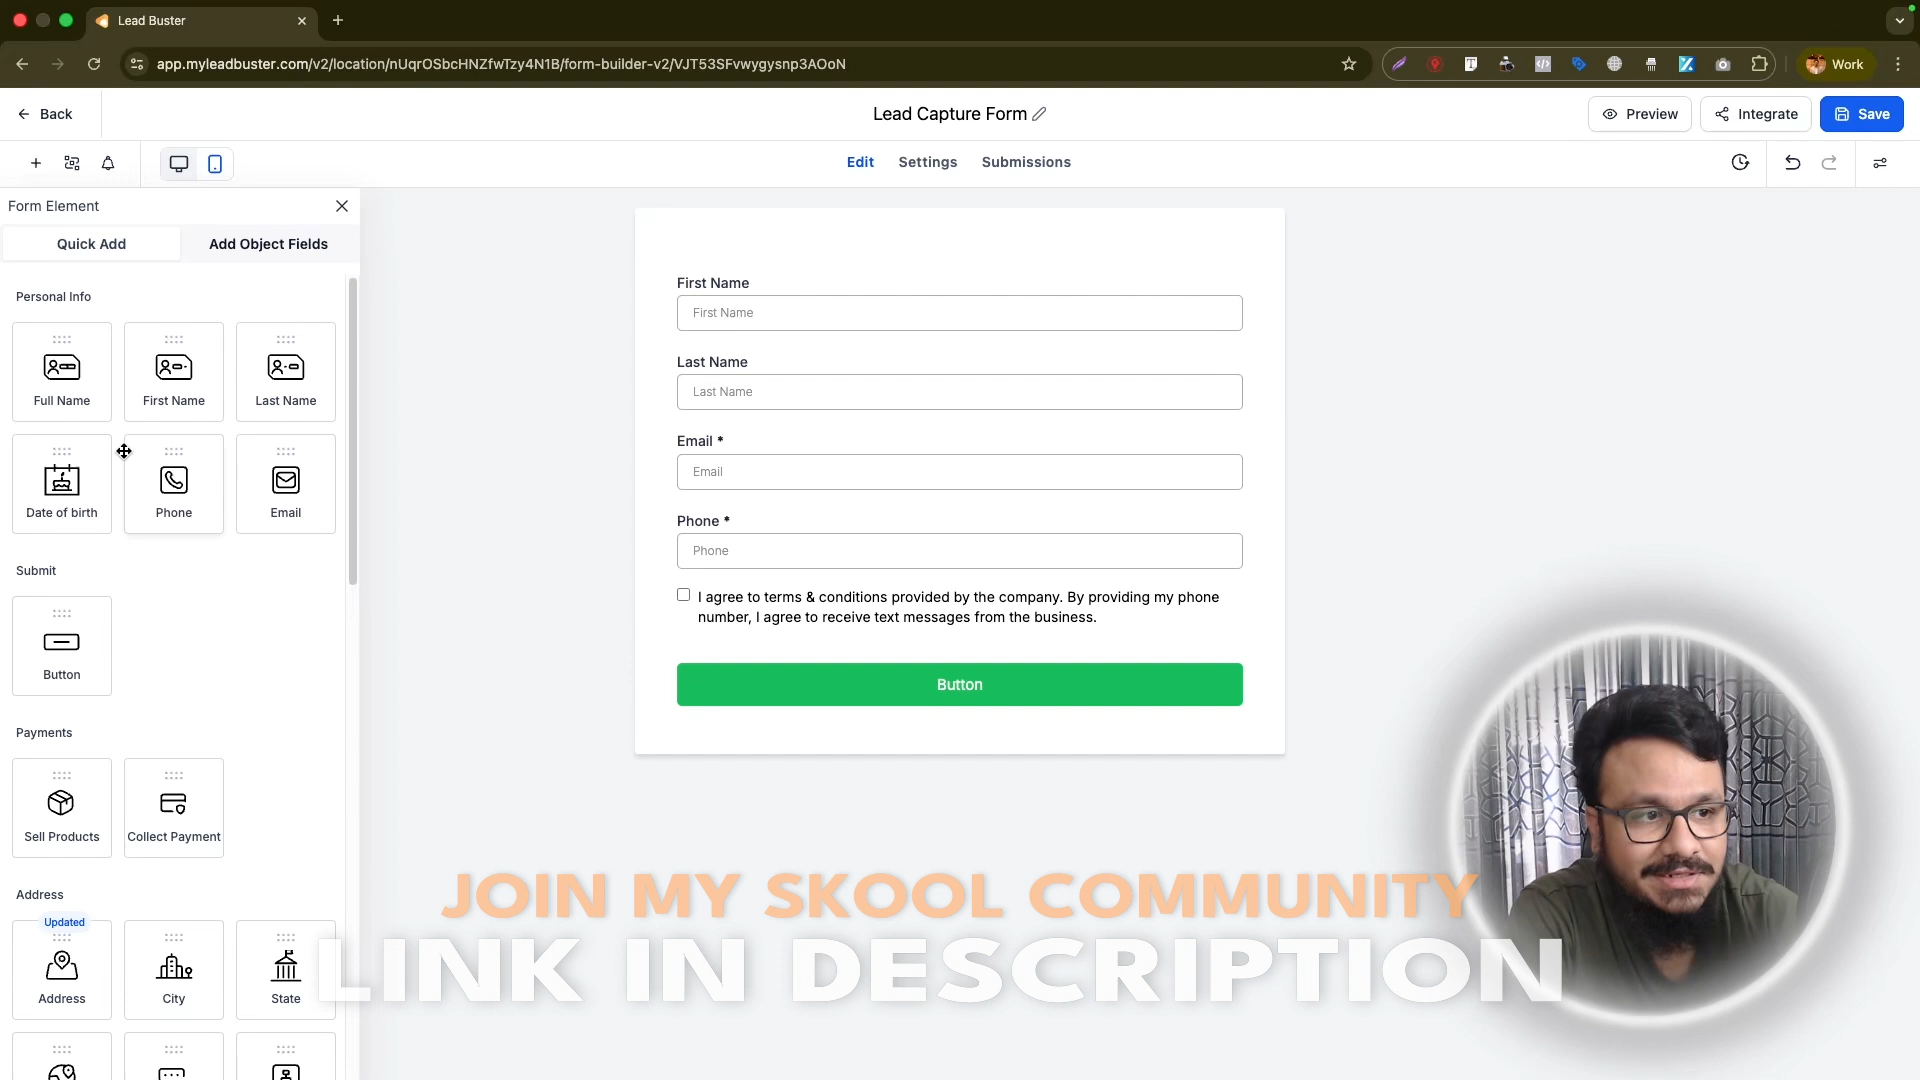 Lead Buster
app.myleadbuster.com/v2/location/nUqrOSbcHNZfwTzy4N1B/form-builder-v2/VJT53SFvwygysnp3AOoN
Work
Back
Lead Capture Form
Preview
Integrate
Save
Edit
Settings
Submissions
Form Element
Quick Add
Add Object Fields
Personal Info
Full Name
First Name
Last Name
Date of birth
Phone
Email
Submit
Button
Payments
Sell Products
Collect Payment
Address
Updated
Address
City
State
First Name
First Name
Last Name
Last Name
Email *
Email
Phone *
Phone
I agree to terms & conditions provided by the company. By providing my phone
number, I agree to receive text messages from the business.
Button
JOIN MY SKOOL COMMUNITY
LINK IN DESCRIPTION